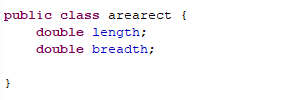 public class arearect {
    double length;
    double breadth;

}